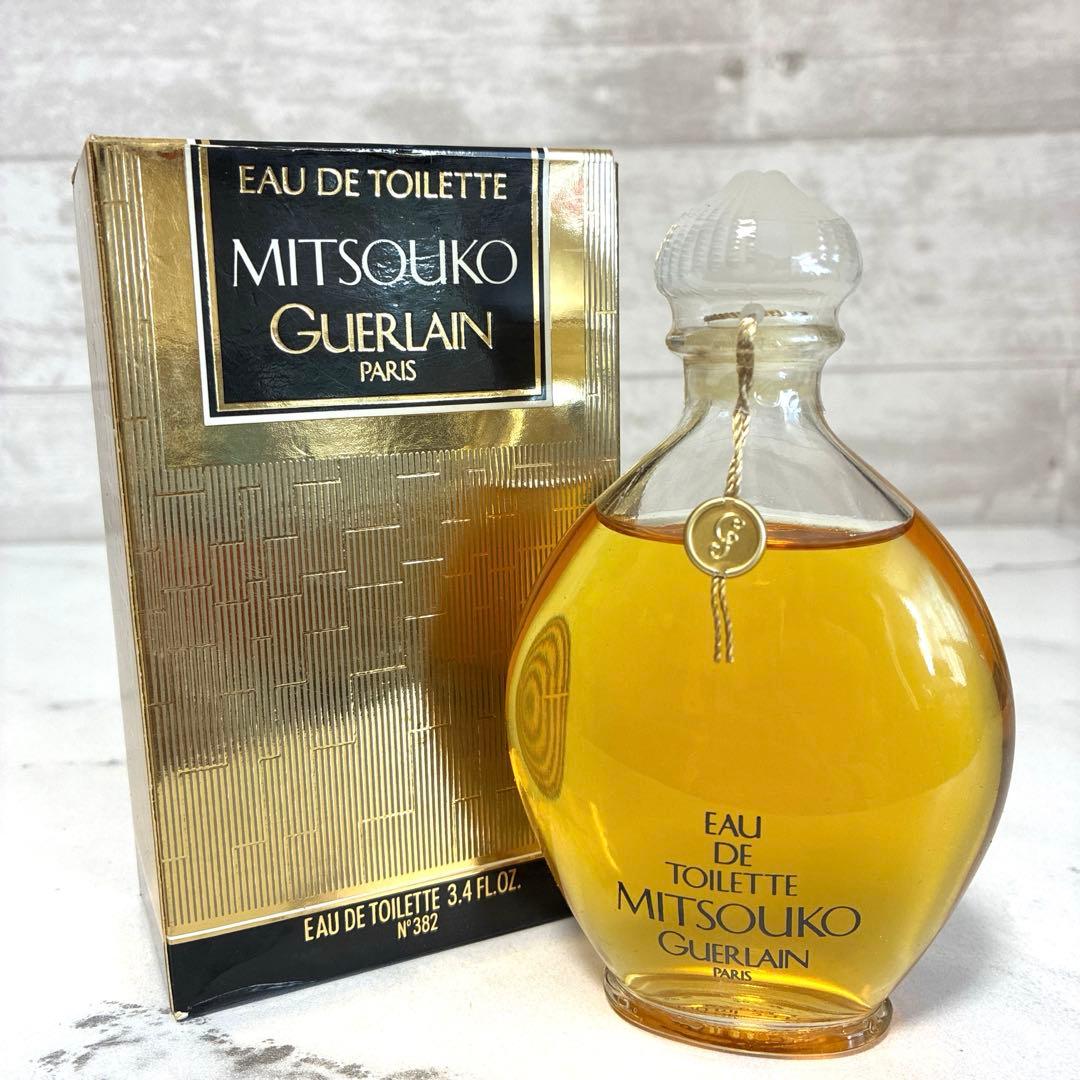 EAU DE TOILETTE
MITSOUKO
GUERLAIN
PARIS
EAU DE TOILETTE 3.4 FL.OZ.
N° 382
EAU
DE
TOILETTE
MITSOUKO
GUERLAIN
PARIS